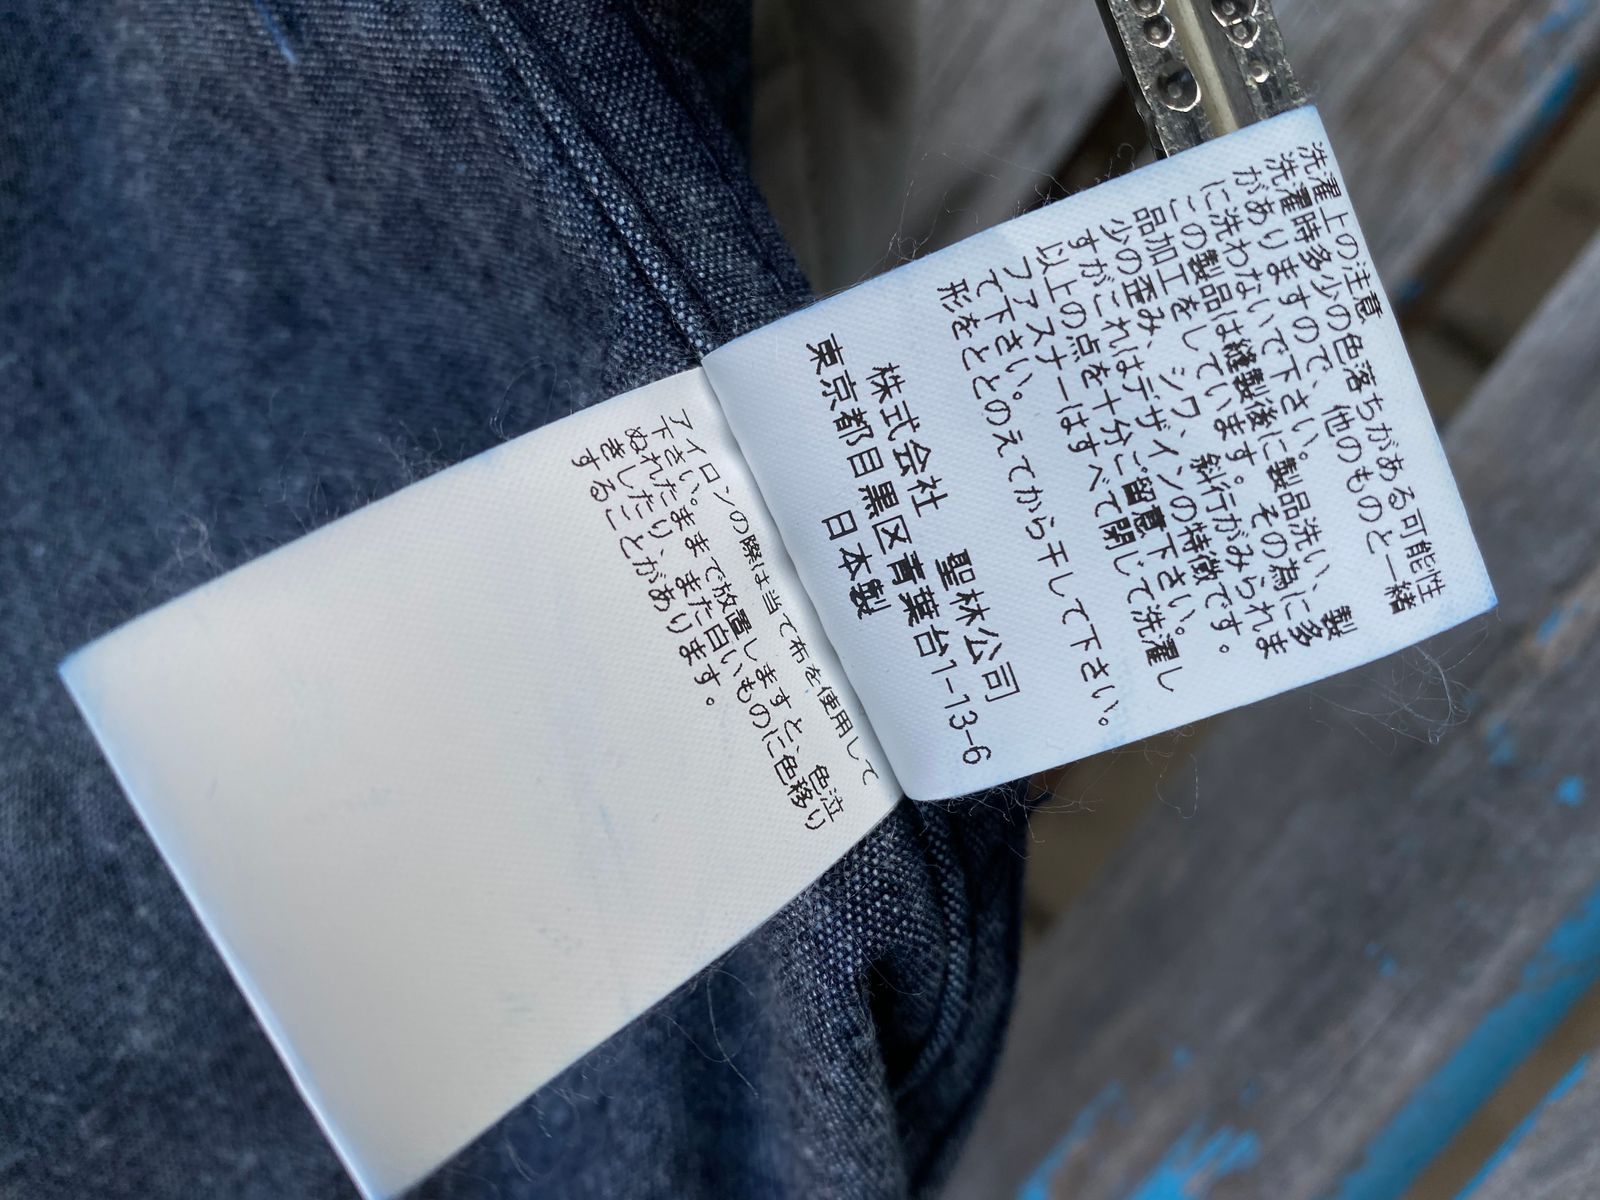 洗濯上の注意
洗濯時多少の色落ちがある可能性
がありますので、他のものと一緒
に洗わないで下さい。
この製品は縫製後に製品洗い、製
品加工をしています。その為に多
少の歪み、シワ、斜行がみられま
すがこれはデザインの特徴です。
以上の点を十分ご留意下さい。
ファスナーはすべて閉じて洗濯し
て下さい。
形をととのえてから干して下さい。
株式会社 聖林公司
東京都目黒区青葉台1-13-6
日本製
アイロンの際は当て布を使用して
下さい。
ぬれたままで放置しますと、色泣
きしたり、また白いものに色移り
することがあります。